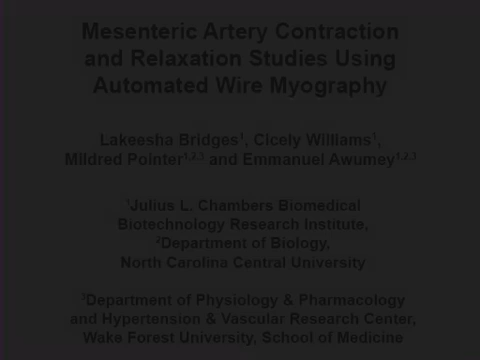 Mesenteric Artery Contraction
and Relaxation Studies Using
Automated Wire Myography
Lakeesha Bridges¹, Cicely Williams¹,
Mildred Pointer¹,²,³ and Emmanuel Awumey¹,²,³
¹Julius L. Chambers Biomedical
Biotechnology Research Institute,
²Department of Biology,
North Carolina Central University
³Department of Physiology & Pharmacology
and Hypertension & Vascular Research Center,
Wake Forest University, School of Medicine